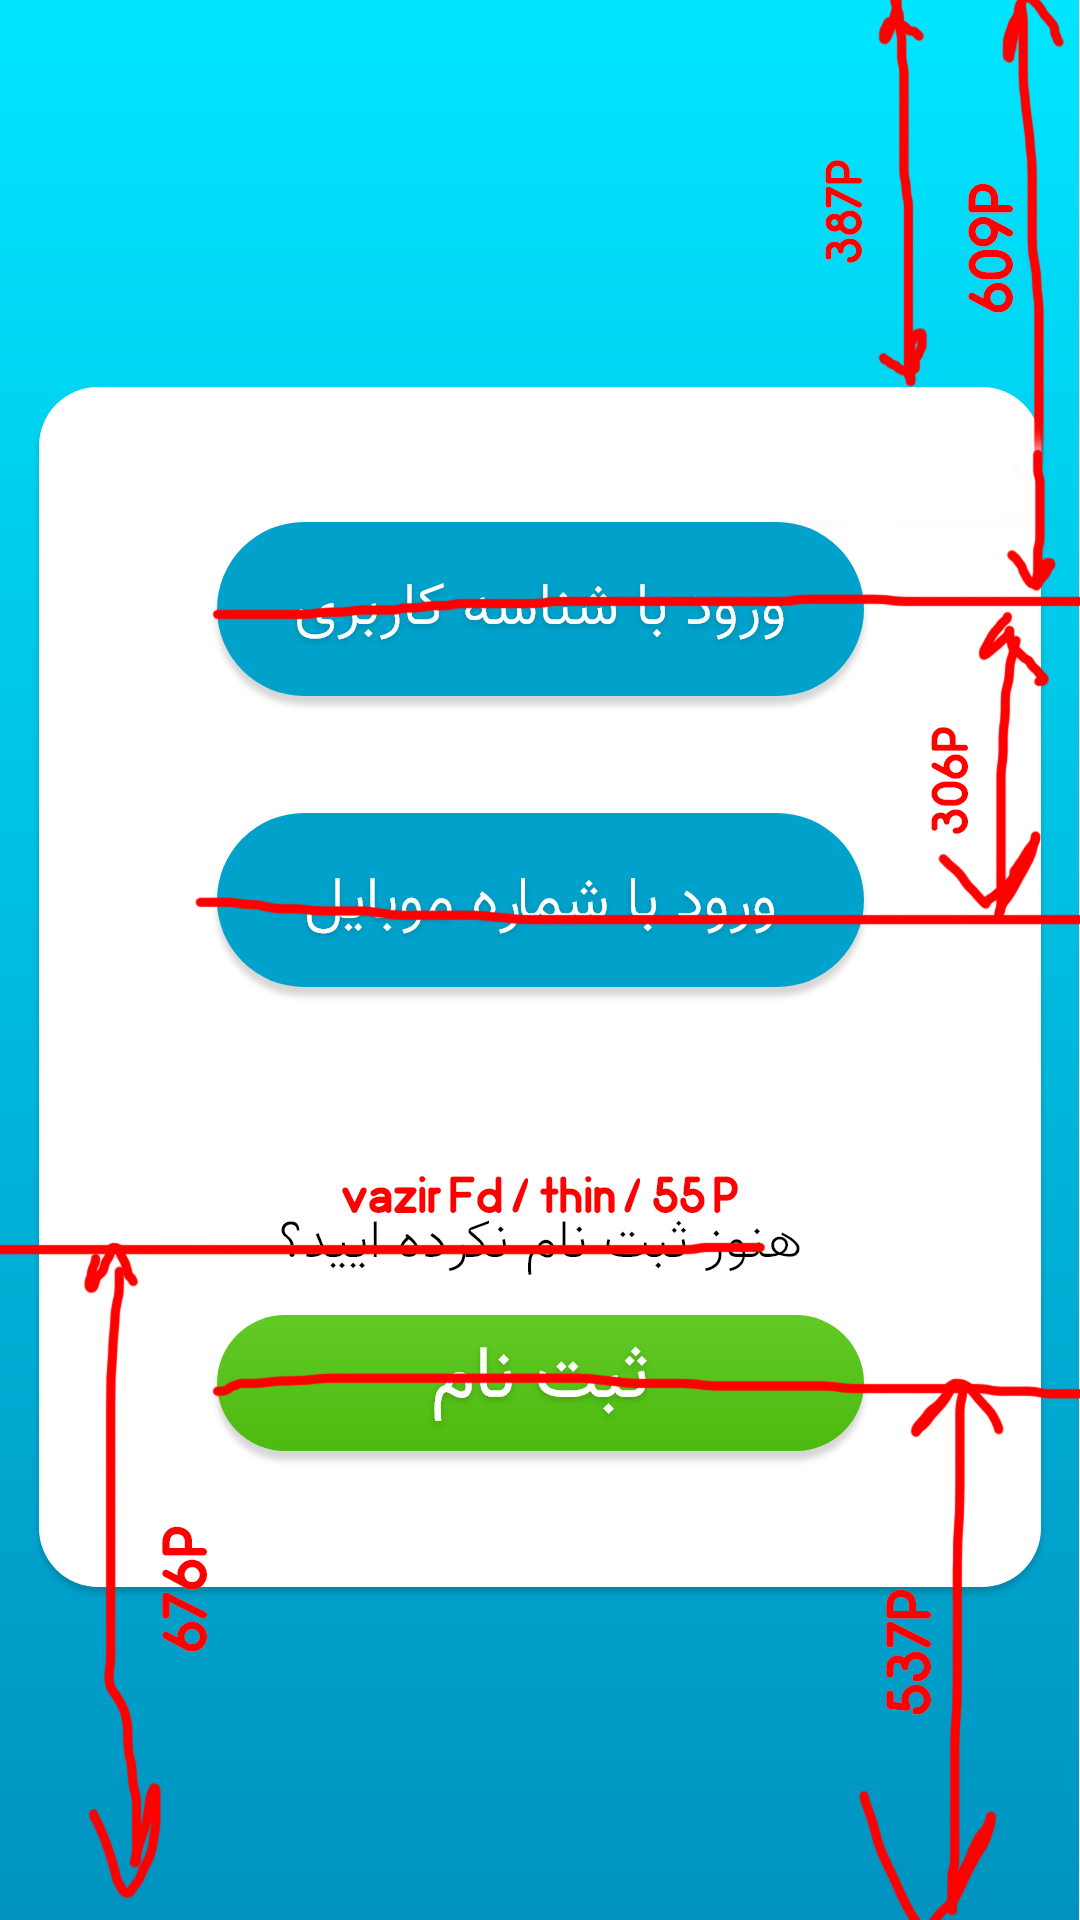 387P
609P
ورود با شناسه کاربری
306P
ورود با شماره موبایل
vazir Fd / thin / 55 P
هنوز ثبت نام نکرده ایید؟
ثبت نام
676P
537P